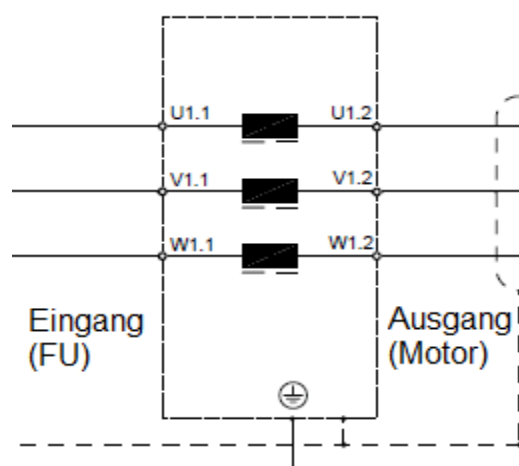 U1.1 U1.2
V1.1 V1.2
W1.1 W1.2
Eingang Ausgang
(FU) (Motor)